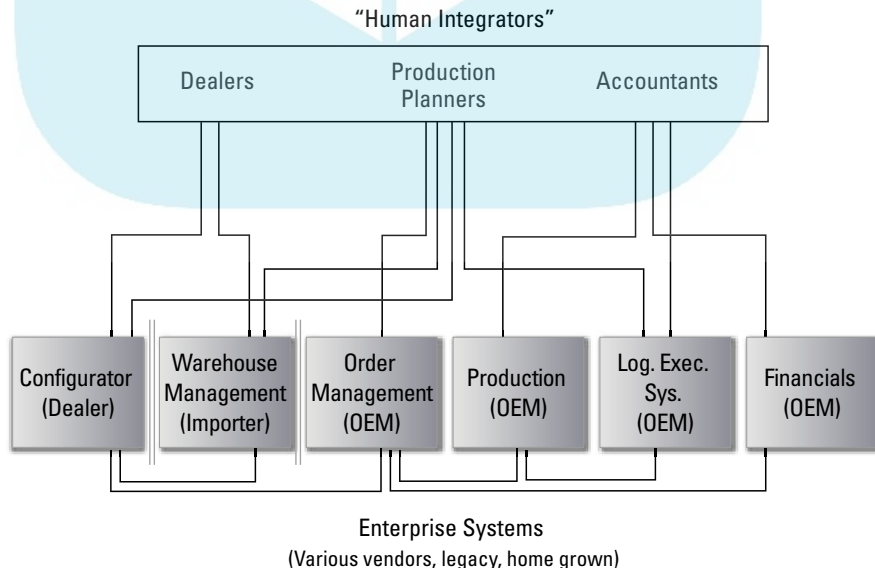 “Human Integrators”
Dealers
Production
Planners
Accountants
Configurator
(Dealer)
Warehouse
Management
(Importer)
Order
Management
(OEM)
Production
(OEM)
Log. Exec.
Sys.
(OEM)
Financials
(OEM)
Enterprise Systems
(Various vendors, legacy, home grown)